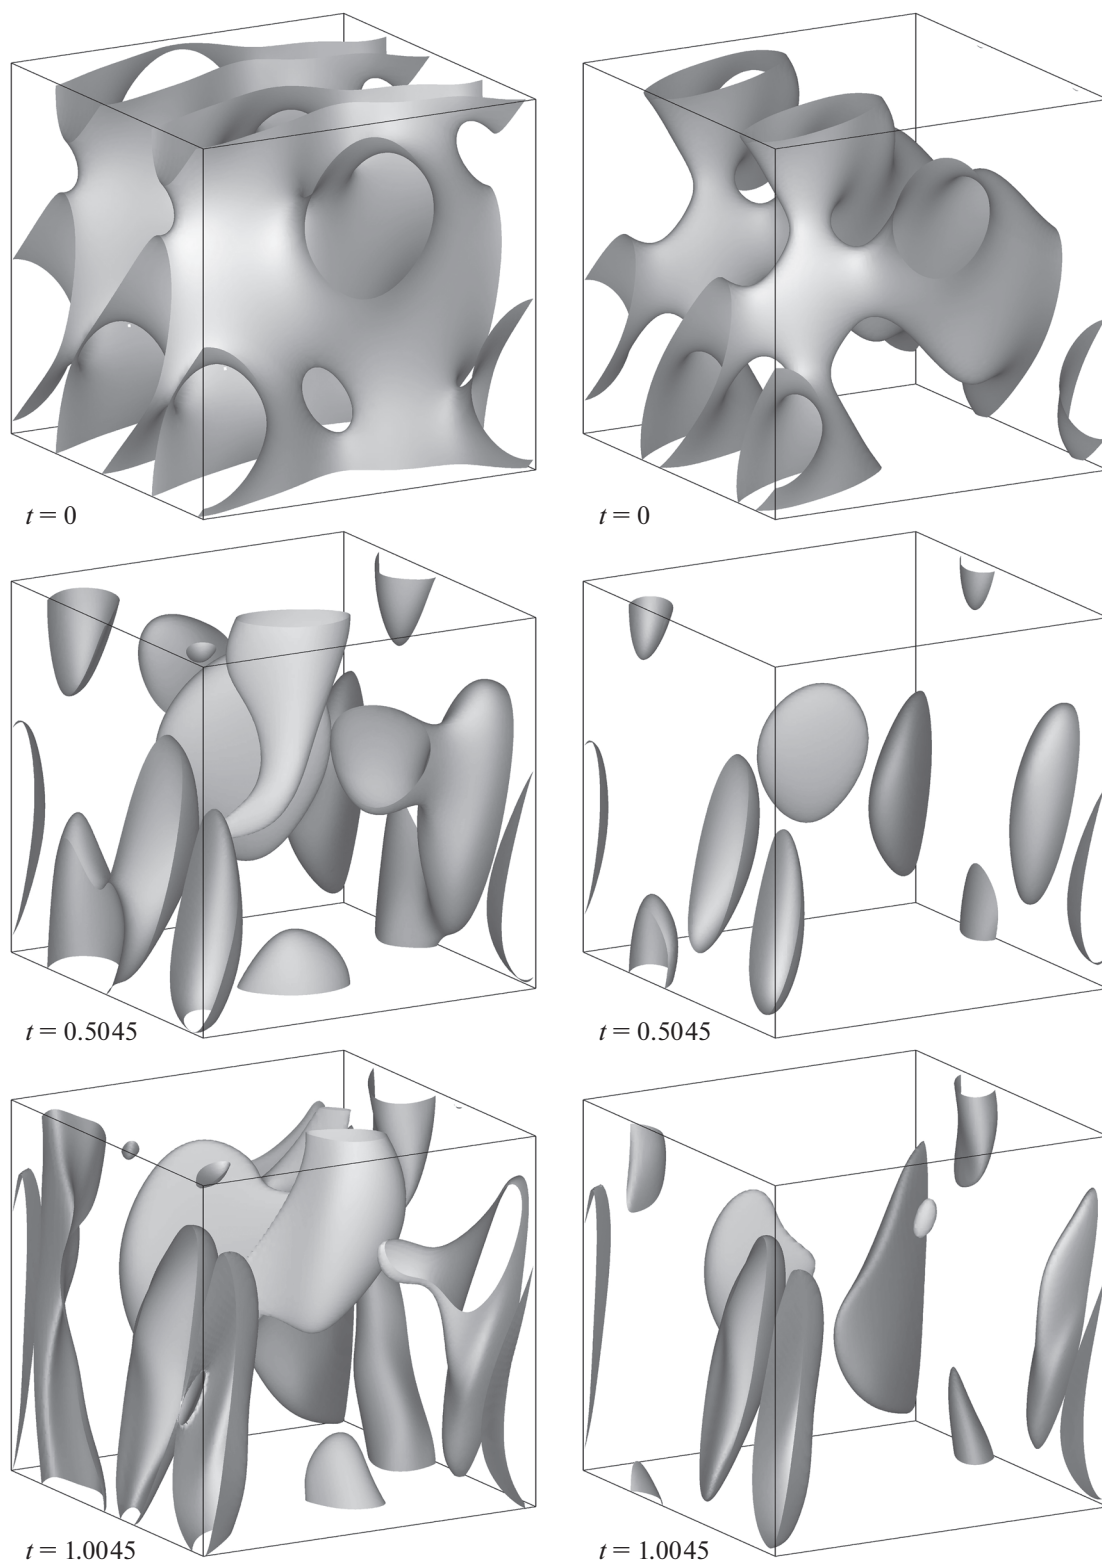 t = 0
t = 0
t = 0.5045
t = 0.5045
t = 1.0045
t = 1.0045